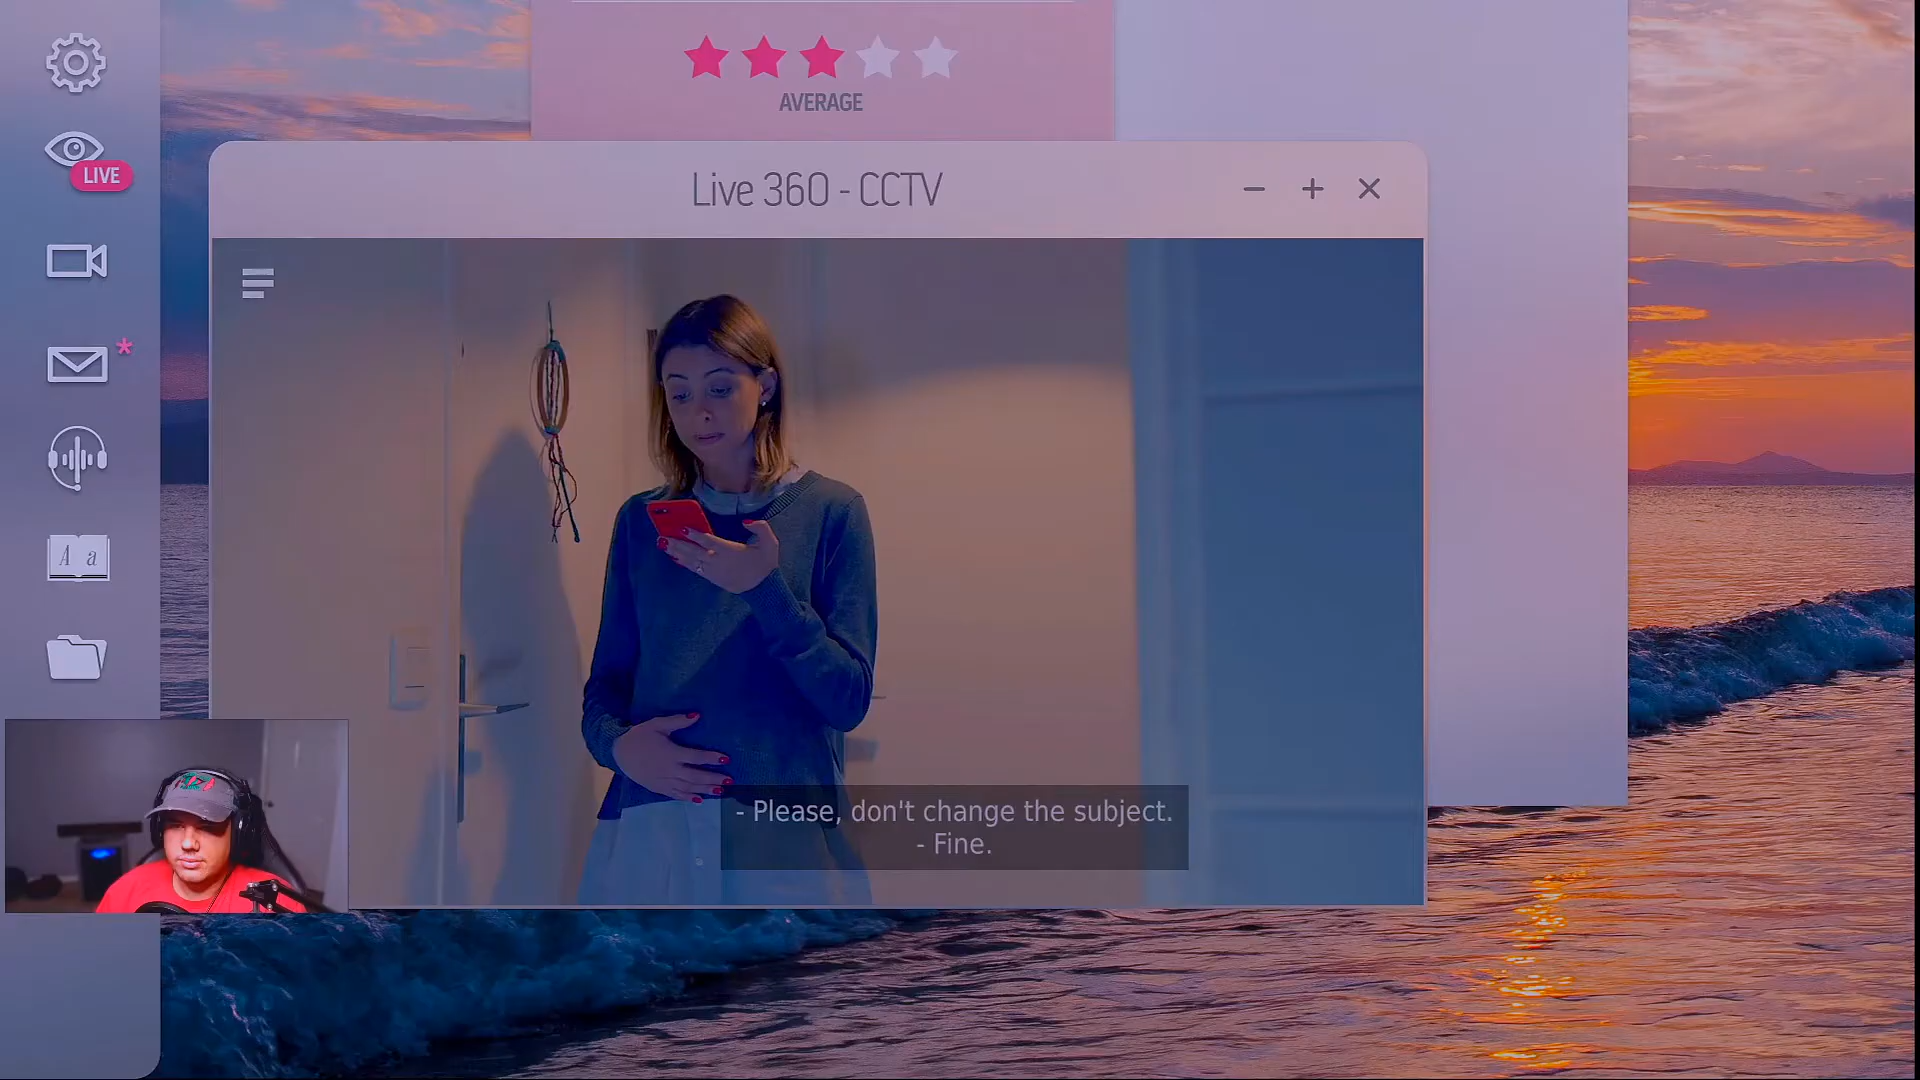 AVERAGE
LIVE
Live 360 - CCTV
A a
- Please, don't change the subject.
- Fine.